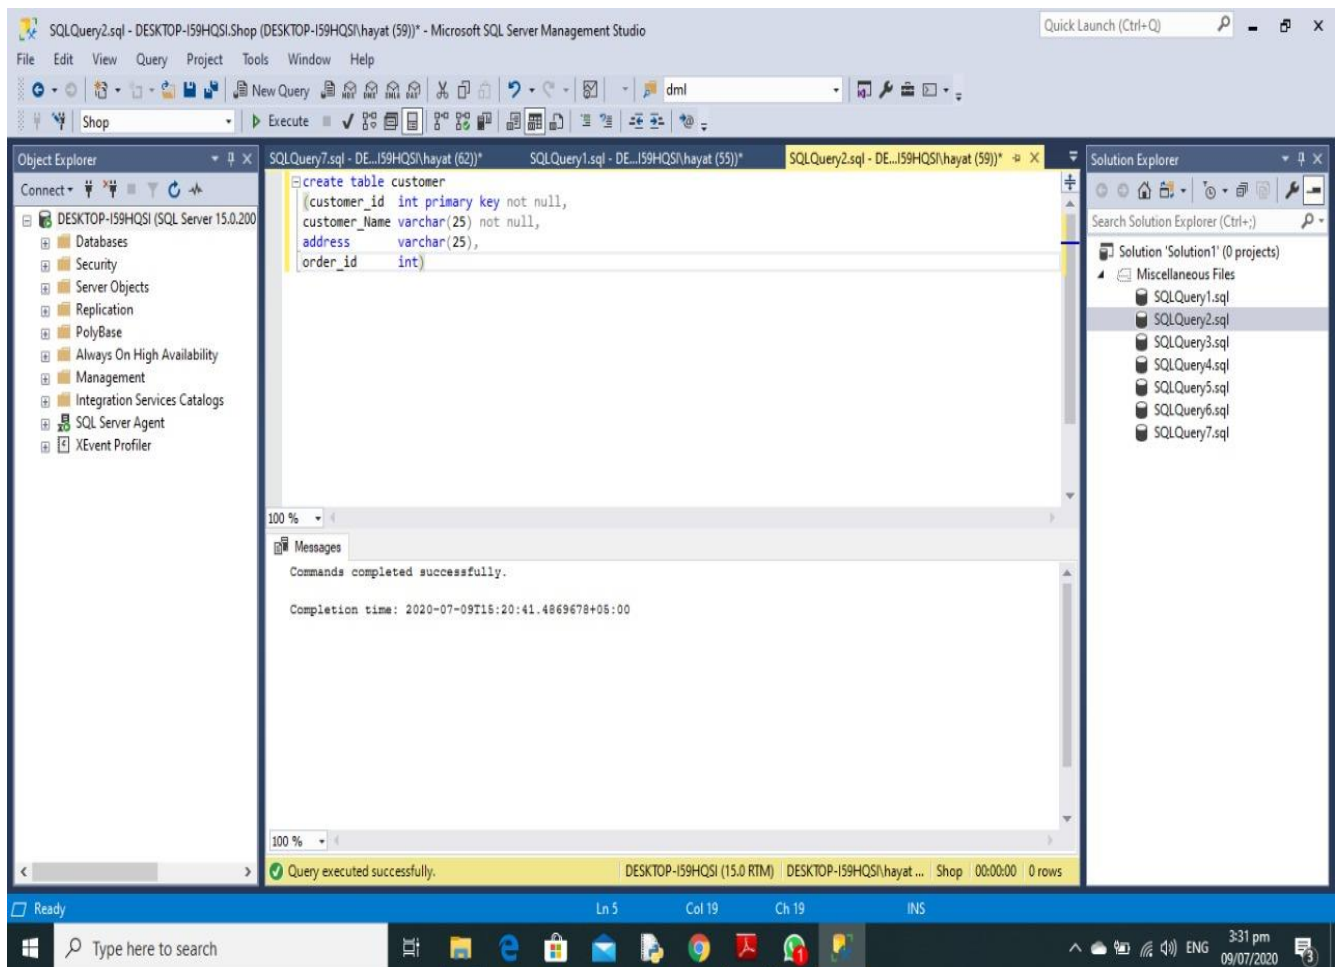 SQLQuery2.sql - DESKTOP-I59HQSI.Shop (DESKTOP-I59HQSI\hayat (59))* - Microsoft SQL Server Management Studio
Quick Launch (Ctrl+Q)
File Edit View Query Project Tools Window Help
New Query dml
Shop Execute
Object Explorer
Connect
DESKTOP-I59HQSI (SQL Server 15.0.200
Databases
Security
Server Objects
Replication
PolyBase
Always On High Availability
Management
Integration Services Catalogs
SQL Server Agent
XEvent Profiler
SQLQuery7.sql - DE...I59HQSI\hayat (62))* SQLQuery1.sql - DE...I59HQSI\hayat (55))* SQLQuery2.sql - DE...I59HQSI\hayat (59))*
create table customer
(customer_id int primary key not null,
customer_Name varchar(25) not null,
address varchar(25),
order_id int)
100 %
Messages
Commands completed successfully.
Completion time: 2020-07-09T15:20:41.4869678+05:00
100 %
Query executed successfully. DESKTOP-I59HQSI (15.0 RTM) DESKTOP-I59HQSI\hayat ... Shop 00:00:00 0 rows
Solution Explorer
Search Solution Explorer (Ctrl+;)
Solution 'Solution1' (0 projects)
Miscellaneous Files
SQLQuery1.sql
SQLQuery2.sql
SQLQuery3.sql
SQLQuery4.sql
SQLQuery5.sql
SQLQuery6.sql
SQLQuery7.sql
Ready Ln 5 Col 19 Ch 19 INS
Type here to search
ENG
3:31 pm
09/07/2020